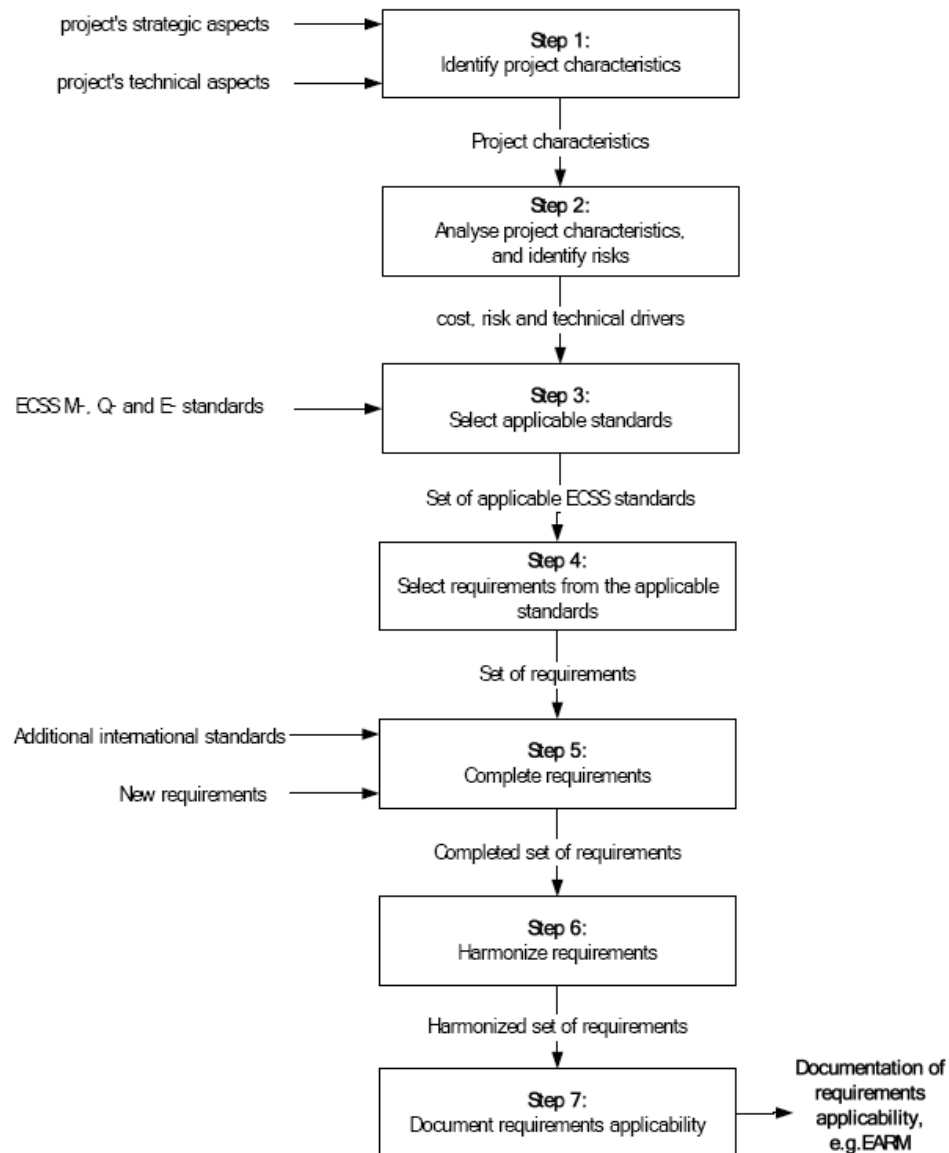 project's strategic aspects
project's technical aspects
Step 1:
Identify project characteristics
Project characteristics
Step 2:
Analyse project characteristics,
and identify risks
cost, risk and technical drivers
ECSS M-, Q- and E- standards
Step 3:
Select applicable standards
Set of applicable ECSS standards
Step 4:
Select requirements from the applicable
standards
Set of requirements
Additional international standards
New requirements
Step 5:
Complete requirements
Completed set of requirements
Step 6:
Harmonize requirements
Harmonized set of requirements
Step 7:
Document requirements applicability
Documentation of
requirements
applicability,
e.g.EARM